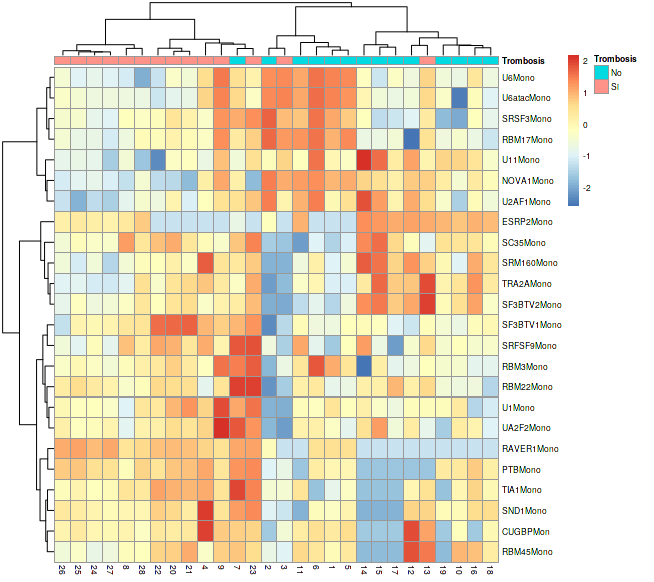 Trombosis
U6Mono
U6atacMono
SRSF3Mono
RBM17Mono
U11Mono
NOVA1Mono
U2AF1Mono
ESRP2Mono
SC35Mono
SRM160Mono
TRA2AMono
SF3BTV2Mono
SF3BTV1Mono
SRFSF9Mono
RBM3Mono
RBM22Mono
U1Mono
UA2F2Mono
RAVER1Mono
PTBMono
TIA1Mono
SND1Mono
CUGBPMon
RBM45Mono
26 25 24 27 8 28 22 20 21 4 9 7 23 2 3 11 6 1 5 14 15 17 12 13 19 10 16 18
2
1
0
-1
-2
Trombosis
No
SI